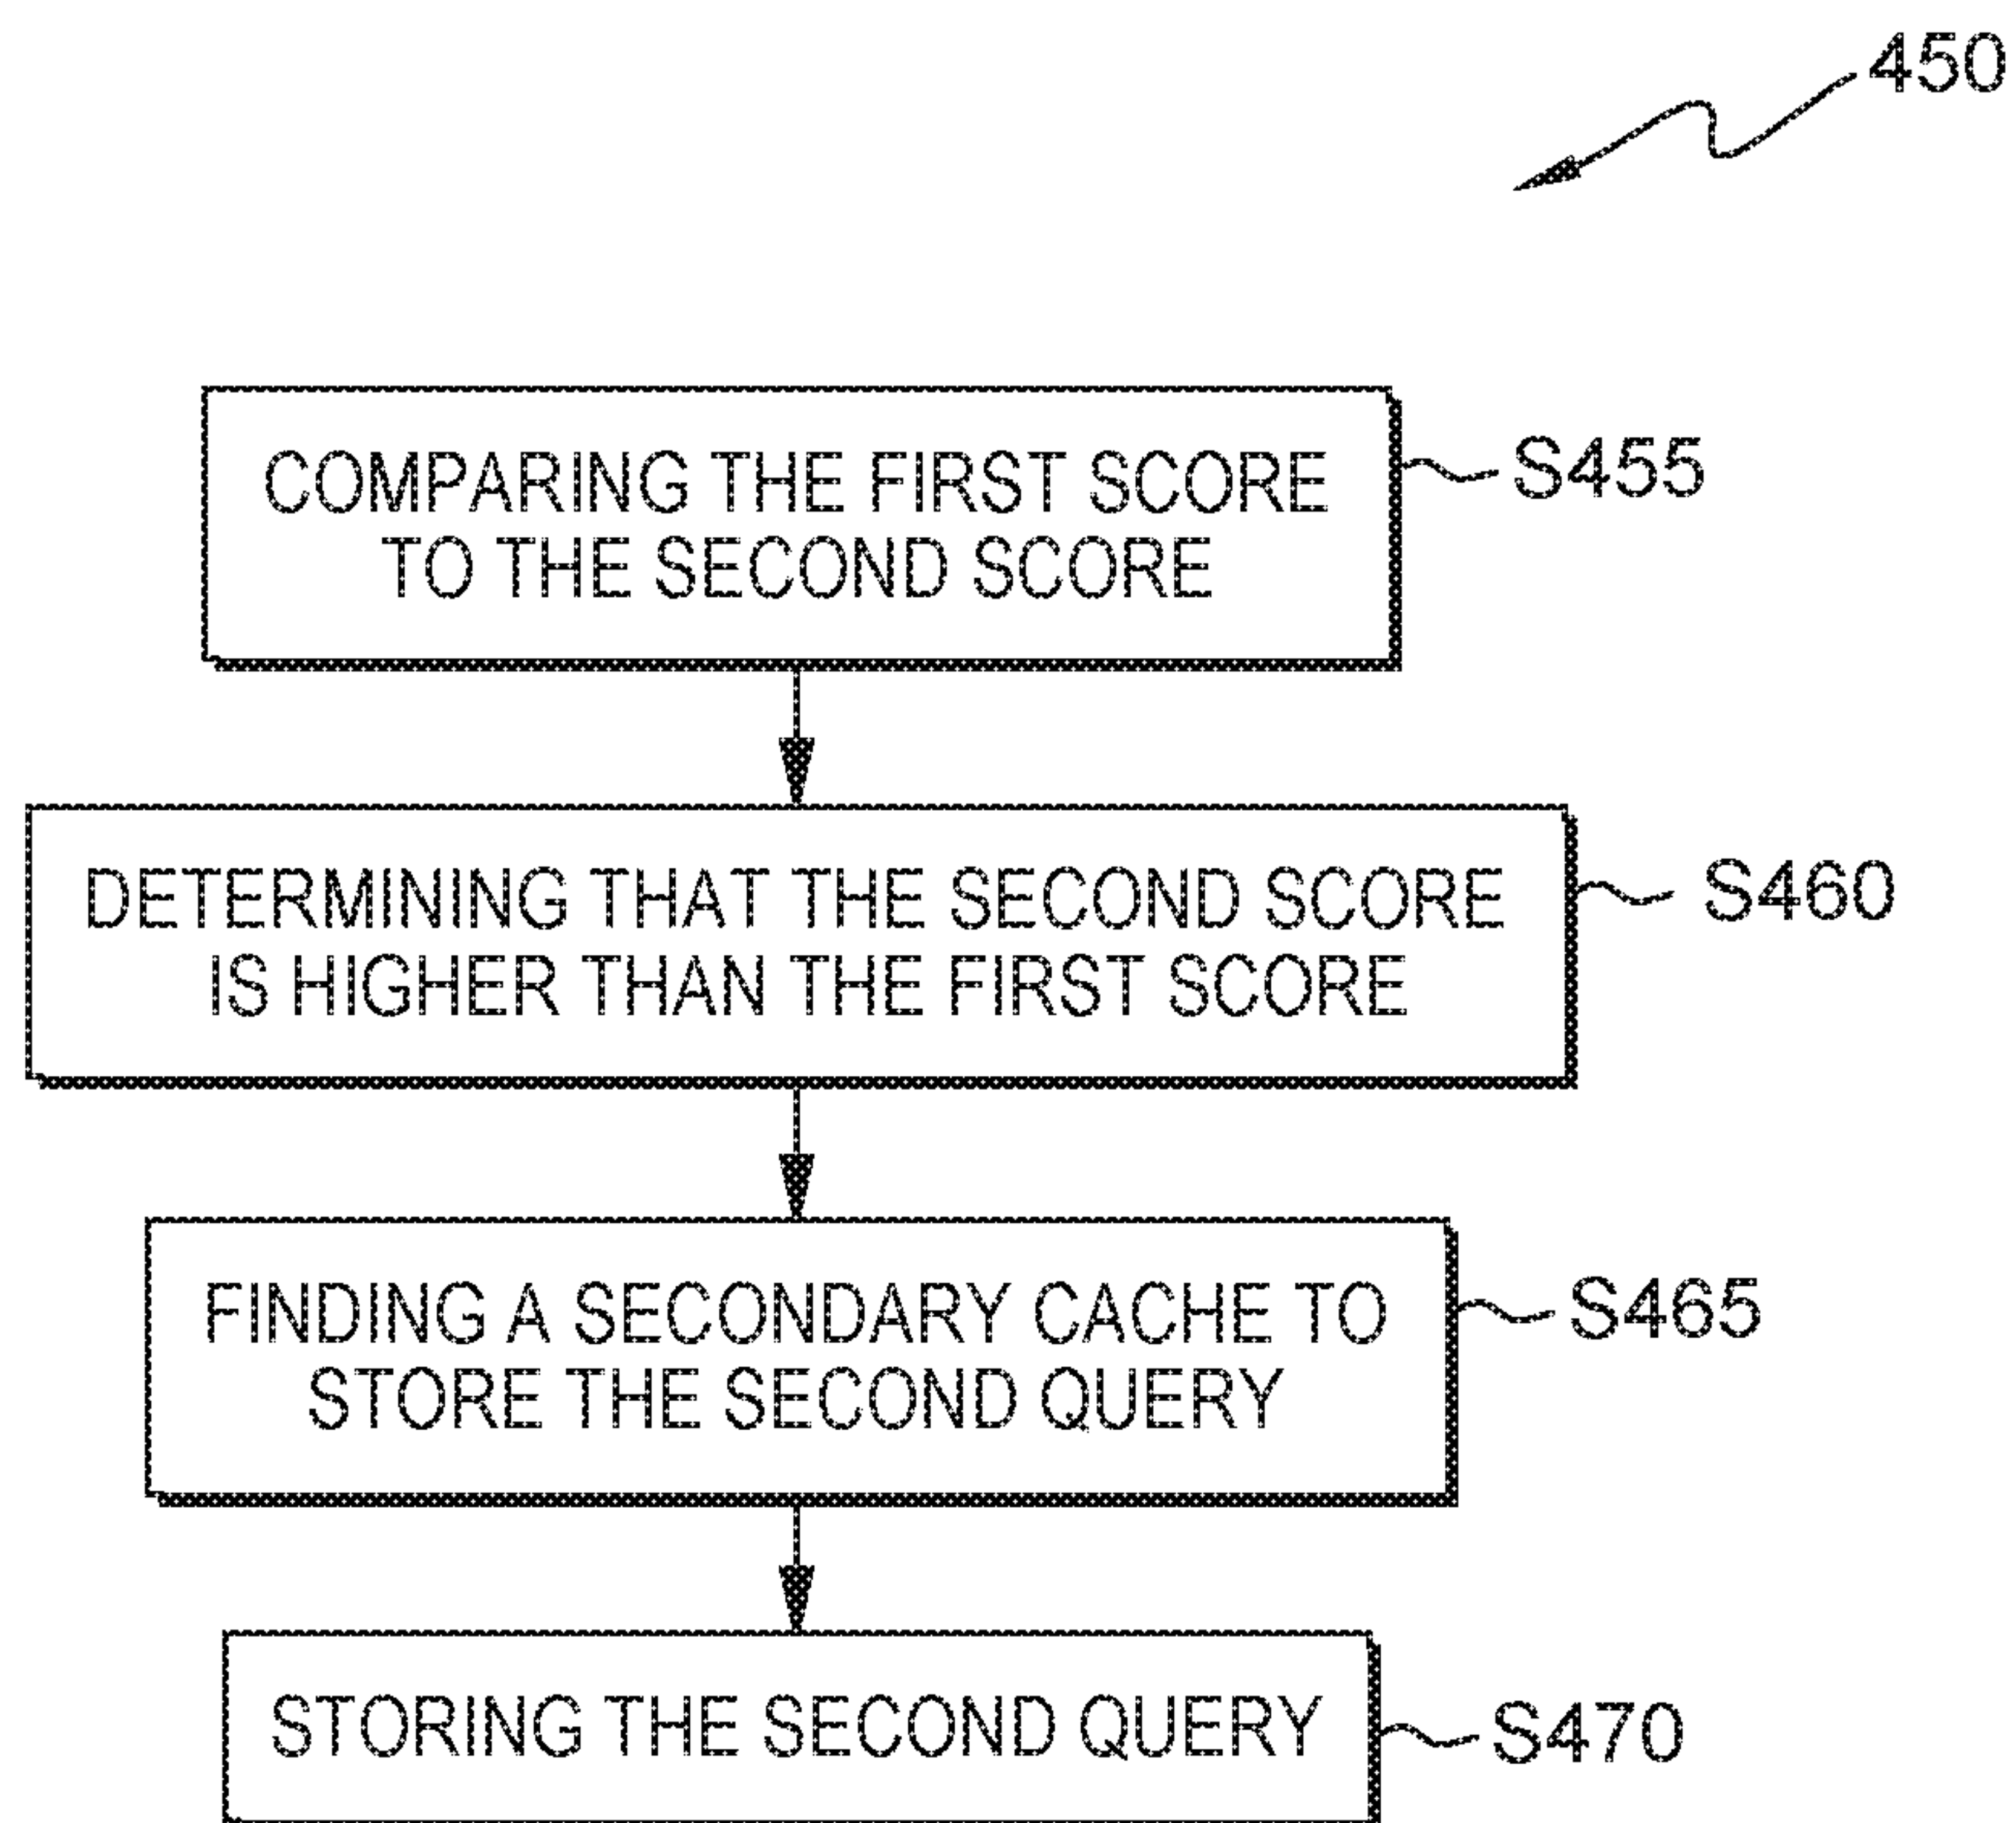 450
COMPARING THE FIRST SCORE
TO THE SECOND SCORE
S455
DETERMINING THAT THE SECOND SCORE
IS HIGHER THAN THE FIRST SCORE
S460
FINDING A SECONDARY CACHE TO
STORE THE SECOND QUERY
S465
STORING THE SECOND QUERY
S470